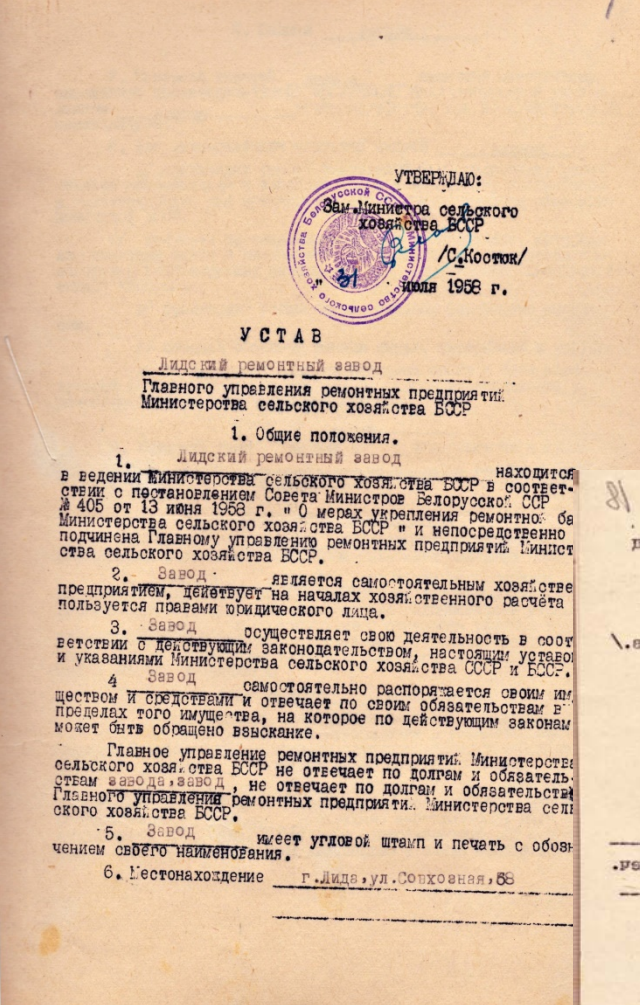 УТВЕРЖДАЮ:
Зам.Министра сельского
хозяйства БССР
/С.Костюк/
" 31 июля 1958 г.
Министерство сельского хозяйства Белорусской ССР
УСТАВ
Лидский ремонтный завод
Главного управления ремонтных предприятий
Министерства сельского хозяйства БССР
1. Общие положения.
1. Лидский ремонтный завод находится
в ведении Министерства сельского хозяйства БССР в соответ-
ствии с постановлением Совета Министров Белорусской ССР
№ 405 от 13 июня 1958 г. " О мерах укрепления ремонтной ба
Министерства сельского хозяйства БССР " и непосредственно
подчинена Главному управлению ремонтных предприятий Минист
ства сельского хозяйства БССР.
2. Завод является самостоятельным хозяйстве
предприятием, действует на началах хозяйственного расчёта
пользуется правами юридического лица.
3. Завод осуществляет свою деятельность в соот
ветствии с действующим законодательством, настоящим уставо
и указаниями Министерства сельского хозяйства СССР и БССР.
4 Завод самостоятельно распоряжается своим им
ществом и средствами и отвечает по своим обязательствам в
пределах того имущества, на которое по действующим законам
может быть обращено взыскание.
Главное управление ремонтных предприятий Министерства
сельского хозяйства БССР не отвечает по долгам и обязатель-
ствам завода,завод , не отвечает по долгам и обязательств
Главного управления ремонтных предприятий Министерства сель
ского хозяйства БССР.
5. Завод имеет угловой штамп и печать с обозн
чением своего наименования.
6. Местонахождение г.Лида,ул.Совхозная,58
18